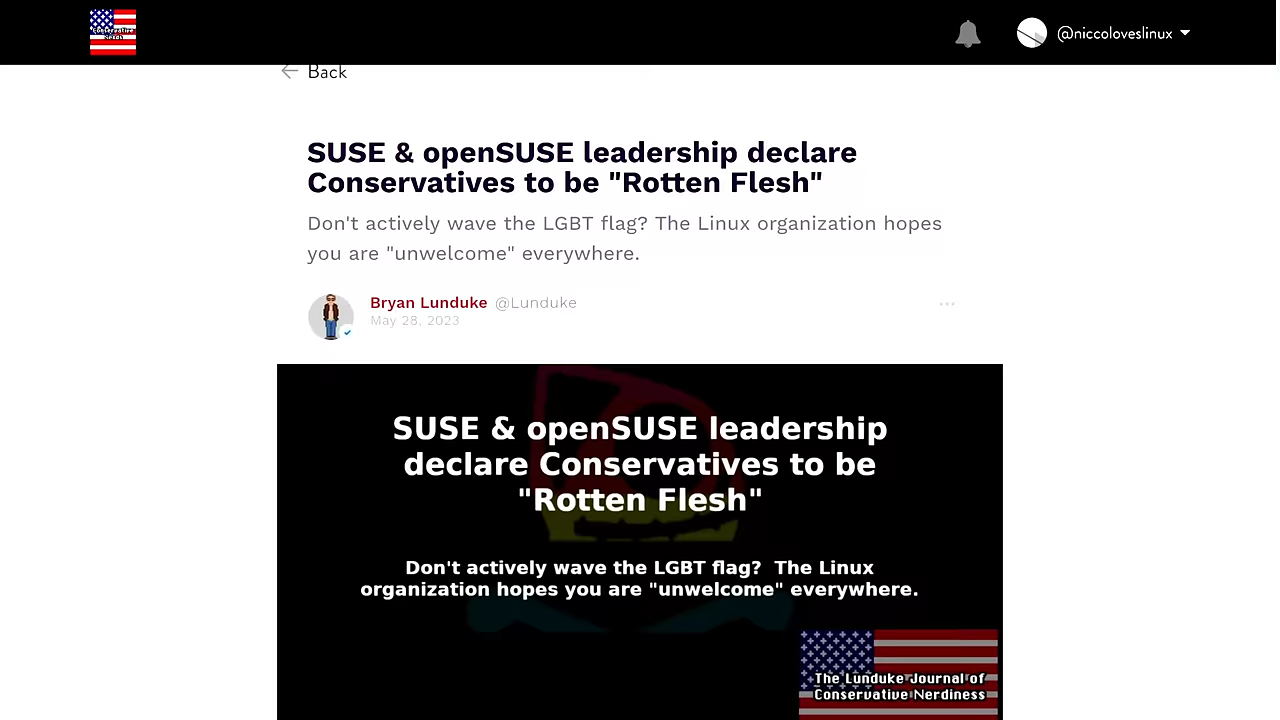 Conservative
Nerds
@niccoloveslinux
Back
SUSE & openSUSE leadership declare
Conservatives to be "Rotten Flesh"
Don't actively wave the LGBT flag? The Linux organization hopes
you are "unwelcome" everywhere.
Bryan Lunduke @Lunduke
May 28, 2023
SUSE & openSUSE leadership
declare Conservatives to be
"Rotten Flesh"
Don't actively wave the LGBT flag? The Linux
organization hopes you are "unwelcome" everywhere.
The Lunduke Journal of
Conservative Nerdiness